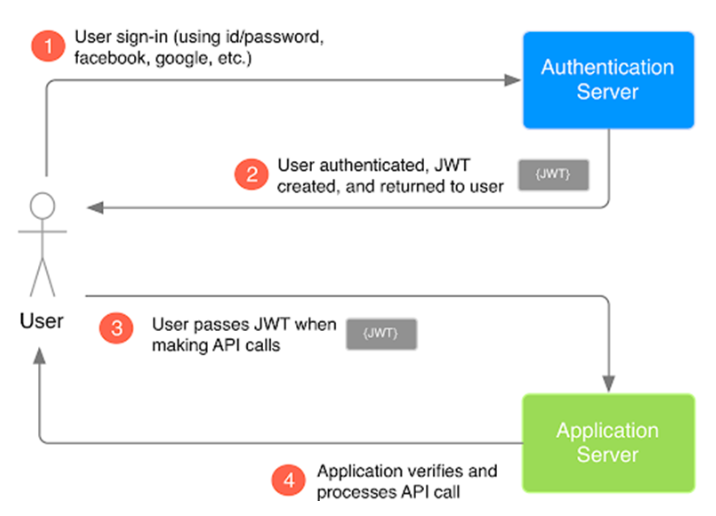 1
User sign-in (using id/password,
facebook, google, etc.)
Authentication
Server
2
User authenticated, JWT
created, and returned to user
{JWT}
User
3
User passes JWT when
making API calls
{JWT}
Application
Server
4
Application verifies and
processes API call